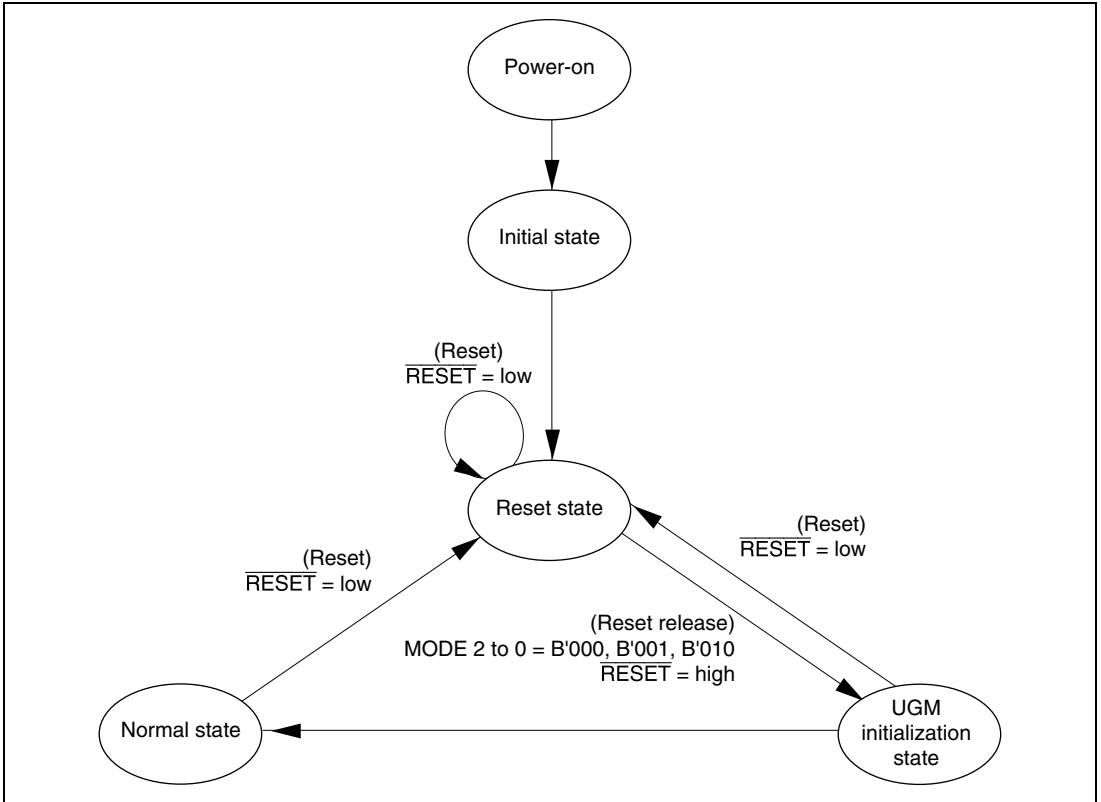 Power-on
Initial state
(Reset)
RESET = low
Reset state
(Reset)
RESET = low
(Reset)
RESET = low
(Reset release)
MODE 2 to 0 = B'000, B'001, B'010
RESET = high
Normal state
UGM
initialization
state